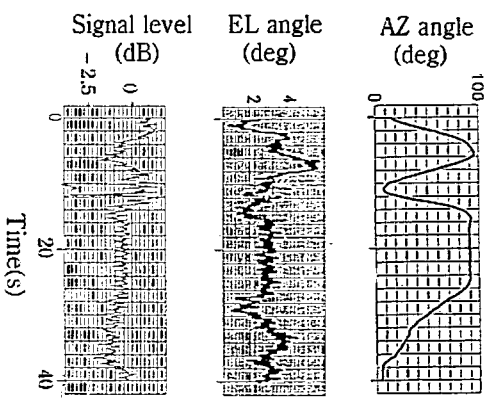 Signal level
(dB)
EL angle
(deg)
AZ angle
(deg)
-2.5
0
2
4
0
100
0
20
40
Time(s)